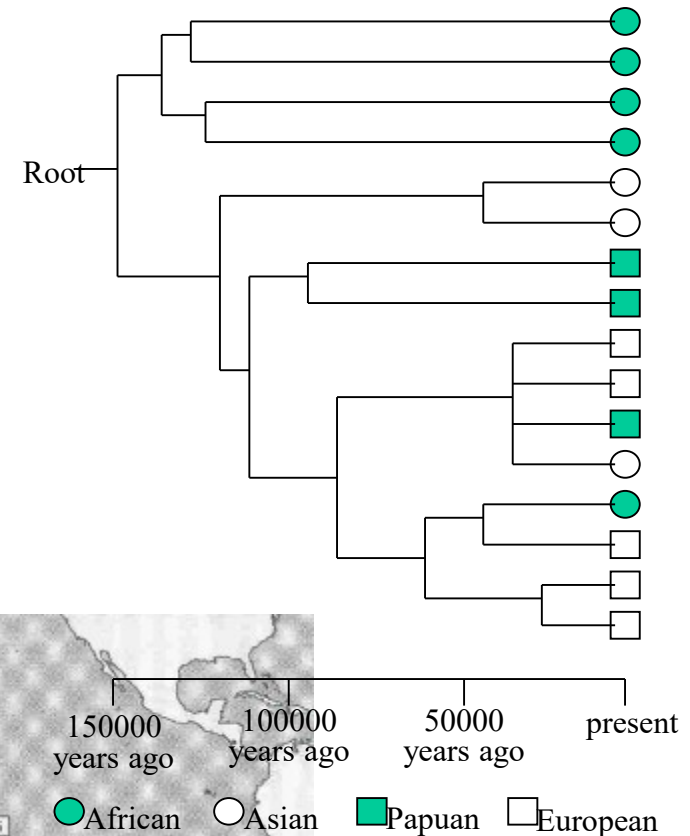 Root
150000
years ago
100000
years ago
50000
years ago
present
African
Asian
Papuan
European